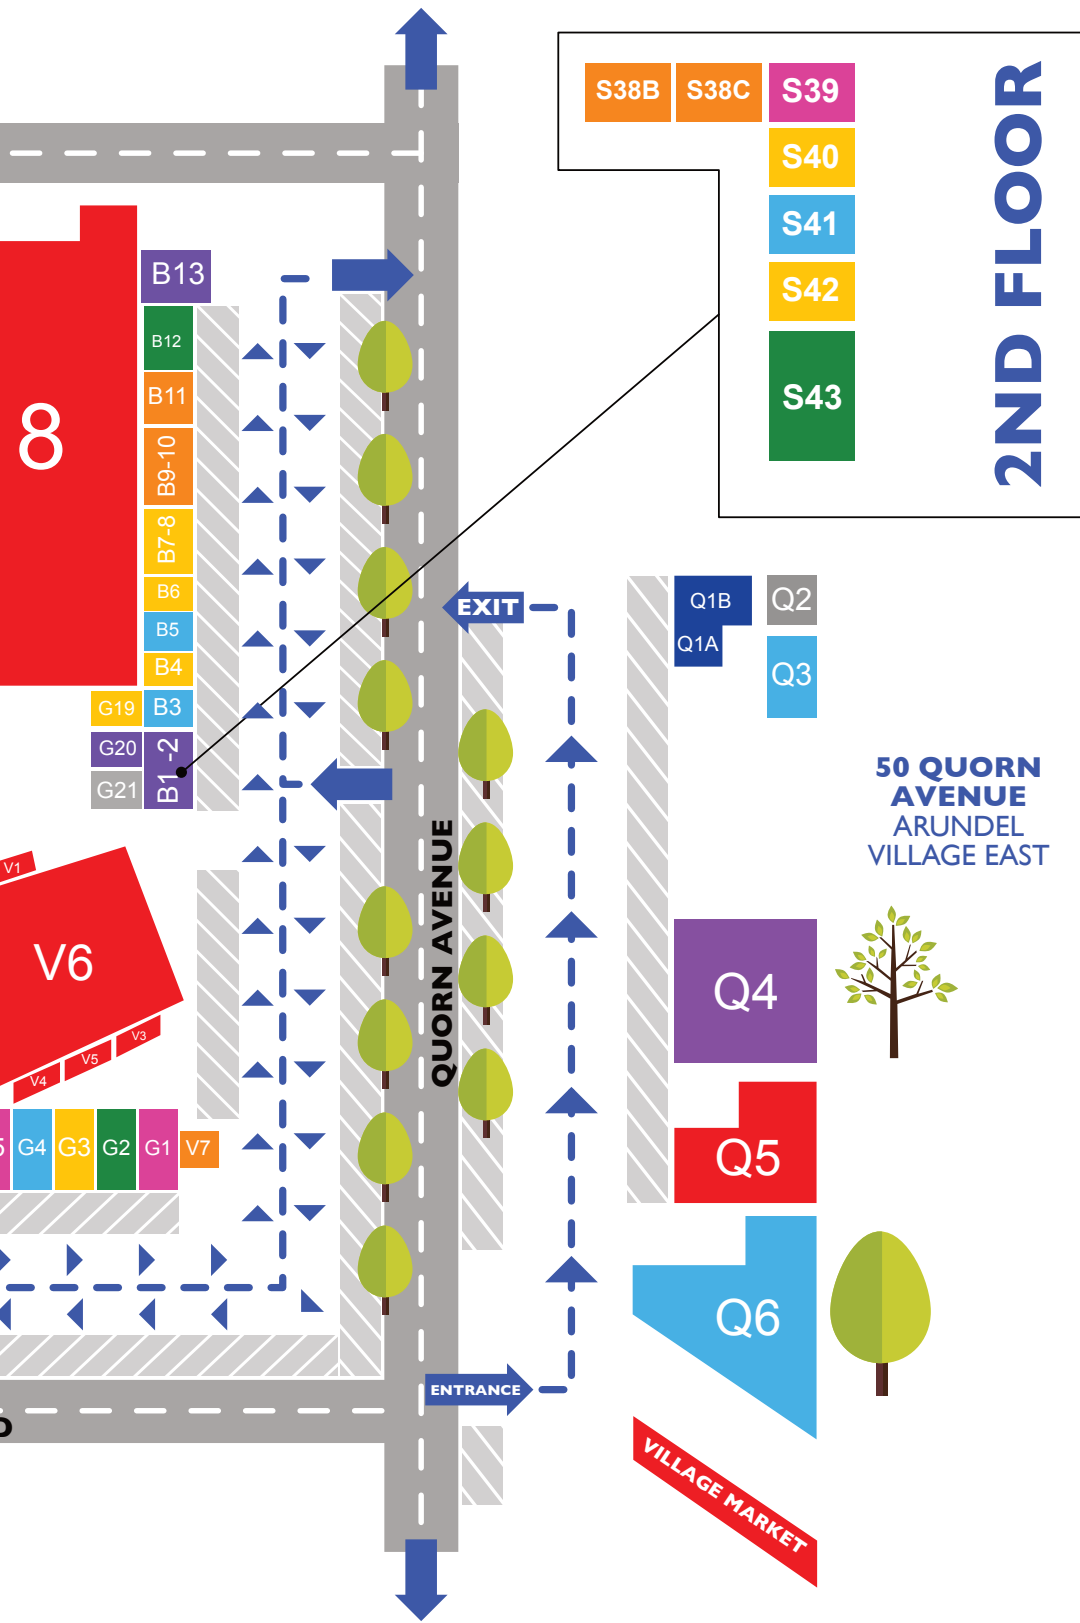 S38B
S38C
S39
S40
S41
S42
S43
2ND FLOOR
B13
B12
B11
B9-10
B7-8
B6
B5
B4
B3
B1 -2
G19
G20
G21
8
EXIT
Q1B
Q1A
Q2
Q3
50 QUORN
AVENUE
ARUNDEL
VILLAGE EAST
QUORN AVENUE
V1
V6
V3
V5
V4
Q4
Q5
G4
G3
G2
G1
V7
Q6
ENTRANCE
VILLAGE MARKET